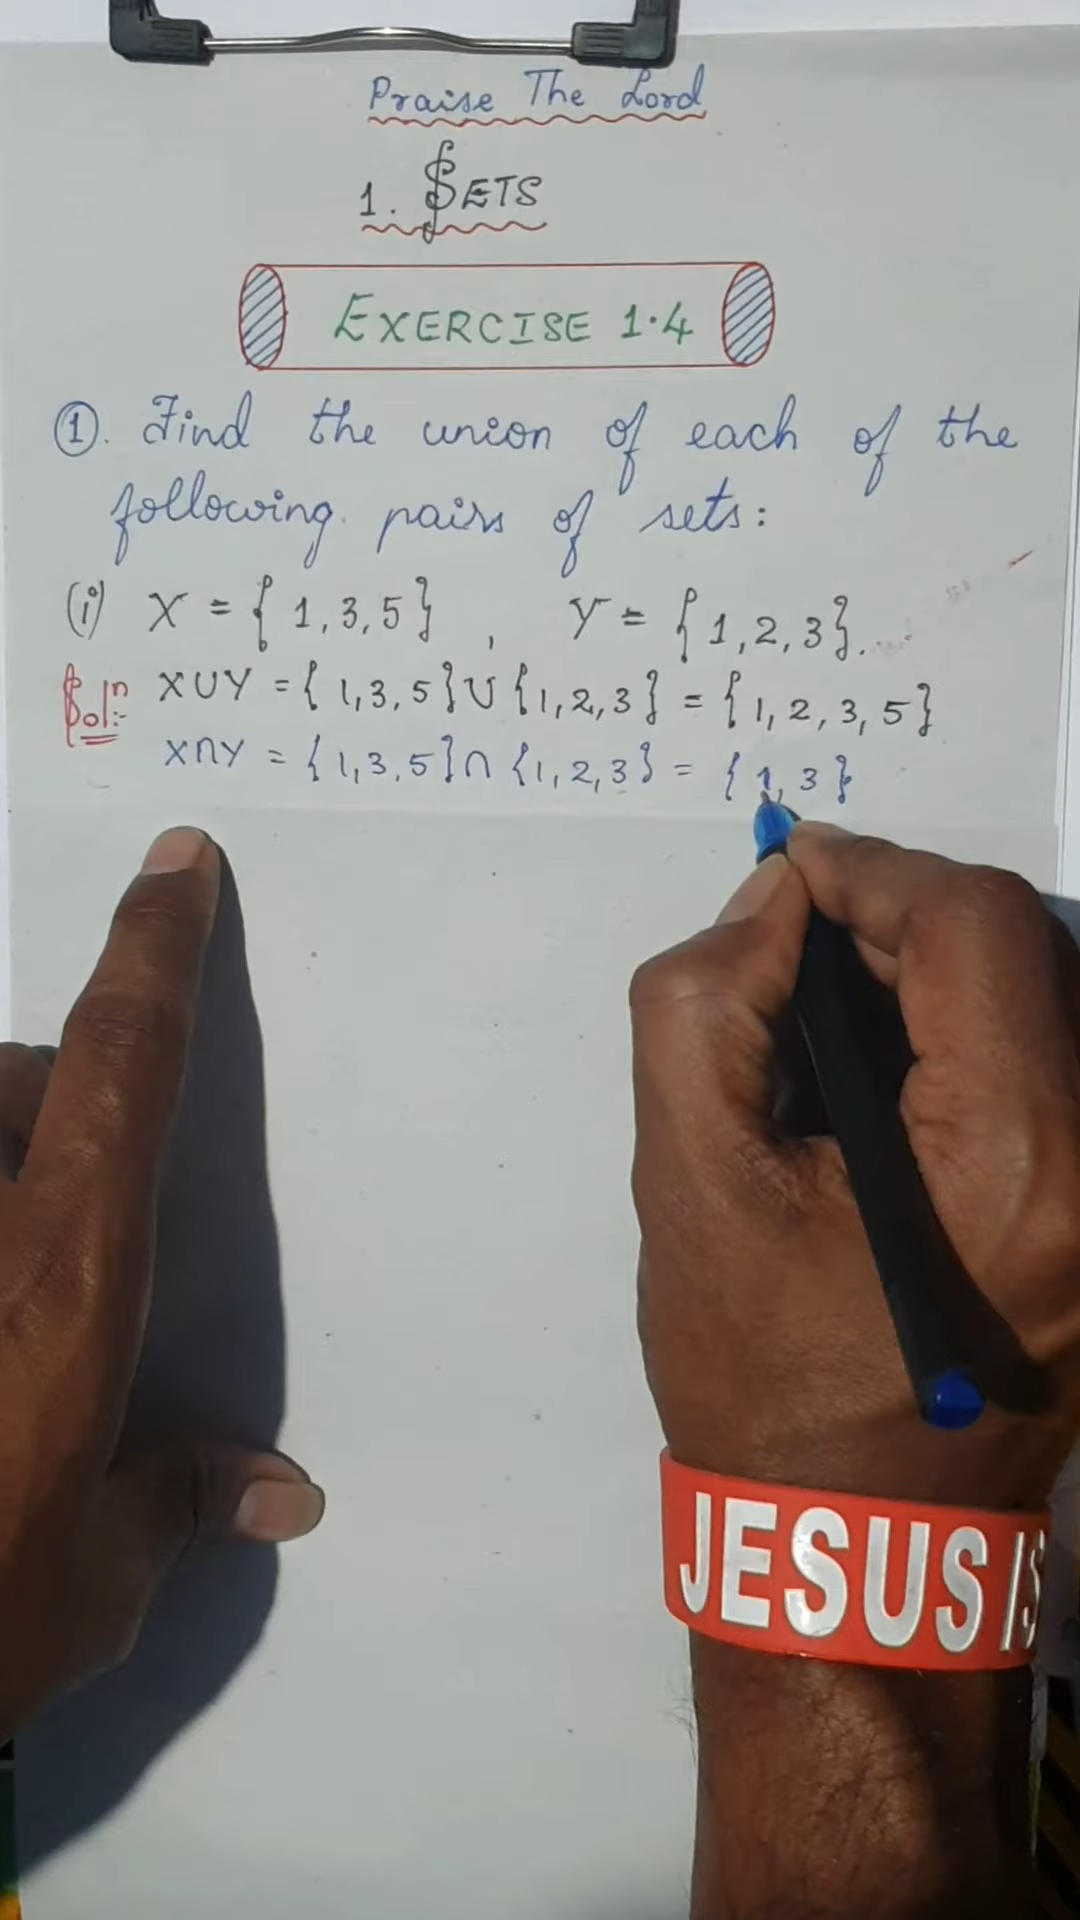 Praise The Lord
1. SETS
EXERCISE 1.4
①. Find the union of each of the
following pairs of sets:
(i) X = { 1, 3, 5 } , Y = { 1, 2, 3 }.
Solⁿ:- X∪Y = { 1, 3, 5 } ∪ { 1, 2, 3 } = { 1, 2, 3, 5 }
X∩Y = { 1, 3, 5 } ∩ { 1, 2, 3 } = { 1, 3 }
JESUS IS